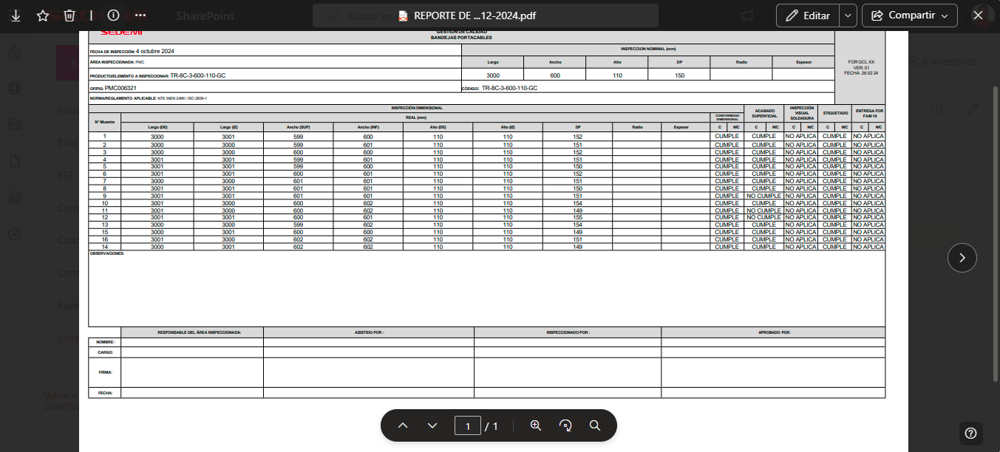 SharePoint
Buscar en
REPORTE DE ...12-2024.pdf
Editar
Compartir
6 miembros
Inicio
Bloc
SIG
Com
Cuad
Cont
Pape
Edita
Volver a
SharePoi
SEDEMI
GESTIÓN DE CALIDAD
BANDEJAS PORTACABLES
FOR.GCL.XX
VER: 01
FECHA: 26 02 24
FECHA DE INSPECCIÓN: 4 octubre 2024
INSPECCION NOMINAL (mm)
ÁREA INSPECCIONADA: PMC
Largo Ancho Alto DP Radio Espesor
PRODUCTO/ELEMENTO A INSPECCIONAR: TR-8C-3-600-110-GC
3000 600 110 150
OF/FIG: PMC006321
CÓDIGO: TR-8C-3-600-110-GC
NORMA/REGLAMENTO APLICABLE: NTE INEN 2486 / ISO 2859-1
INSPECCIÓN DIMENSIONAL
ACABADO SUPERFICIAL
INSPECCIÓN VISUAL SOLDADURA
ETIQUETADO
ENTREGA FOR FAM 19
N° Muestra
REAL (mm)
CONFORMIDAD DIMENSIONAL
Largo (DE) Largo (IZ) Ancho (SUP) Ancho (INF) Alto (DE) Alto (IZ) DP Radio Espesor C N/C C N/C C N/C C N/C C N/C
1 3000 3001 599 600 110 110 152 CUMPLE CUMPLE NO APLICA CUMPLE NO APLICA
2 3000 3000 599 601 110 110 151 CUMPLE CUMPLE NO APLICA CUMPLE NO APLICA
3 3000 3000 600 600 110 110 152 CUMPLE CUMPLE NO APLICA CUMPLE NO APLICA
4 3001 3001 599 601 110 110 151 CUMPLE CUMPLE NO APLICA CUMPLE NO APLICA
5 3001 3001 599 600 110 110 150 CUMPLE CUMPLE NO APLICA CUMPLE NO APLICA
6 3001 3001 600 601 110 110 152 CUMPLE CUMPLE NO APLICA CUMPLE NO APLICA
7 3001 3000 601 601 110 110 151 CUMPLE CUMPLE NO APLICA CUMPLE NO APLICA
8 3001 3001 599 601 110 110 150 CUMPLE CUMPLE NO APLICA CUMPLE NO APLICA
9 3001 3001 601 601 110 110 151 CUMPLE NO CUMPLE NO APLICA CUMPLE NO APLICA
10 3001 3000 600 602 110 110 154 CUMPLE CUMPLE NO APLICA CUMPLE NO APLICA
11 3001 3000 600 602 110 110 149 CUMPLE NO CUMPLE NO APLICA CUMPLE NO APLICA
12 3001 3001 600 601 110 110 155 CUMPLE NO CUMPLE NO APLICA CUMPLE NO APLICA
13 3000 3000 599 602 110 110 154 CUMPLE CUMPLE NO APLICA CUMPLE NO APLICA
15 3000 3001 600 600 110 110 149 CUMPLE CUMPLE NO APLICA CUMPLE NO APLICA
16 3001 3000 602 602 110 110 151 CUMPLE CUMPLE NO APLICA CUMPLE NO APLICA
14 3000 3001 602 602 110 110 149 CUMPLE CUMPLE NO APLICA CUMPLE NO APLICA
OBSERVACIONES:
RESPONSABLE DEL ÁREA INSPECCIONADA: ASISTIDO POR : INSPECCIONADO POR : APROBADO POR:
NOMBRE:
CARGO:
FIRMA:
FECHA:
1 / 1